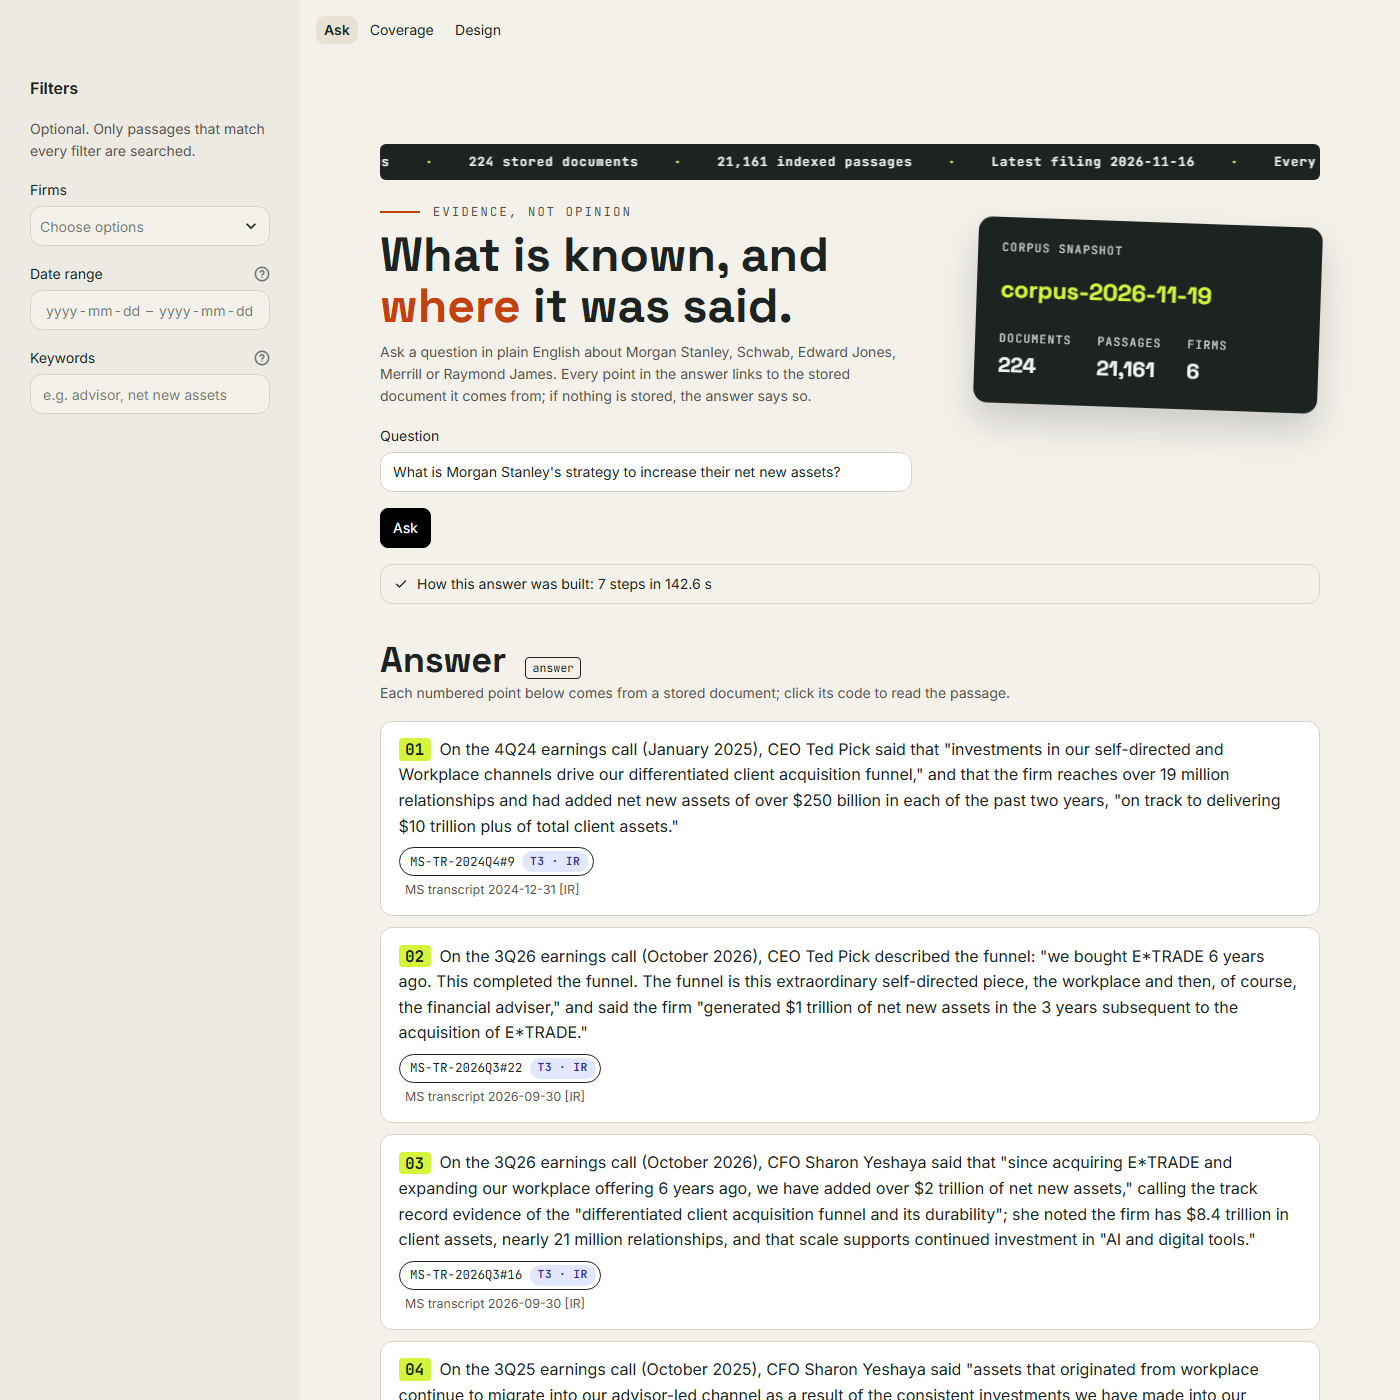 Ask Coverage Design
Filters
Optional. Only passages that match
every filter are searched.
Firms
Choose options
Date range
yyyy-mm-dd – yyyy-mm-dd
Keywords
e.g. advisor, net new assets
s · 224 stored documents · 21,161 indexed passages · Latest filing 2026-11-16 · Every
EVIDENCE, NOT OPINION
What is known, and
where it was said.
Ask a question in plain English about Morgan Stanley, Schwab, Edward Jones,
Merrill or Raymond James. Every point in the answer links to the stored
document it comes from; if nothing is stored, the answer says so.
CORPUS SNAPSHOT
corpus-2026-11-19
DOCUMENTS PASSAGES FIRMS
224 21,161 6
Question
What is Morgan Stanley's strategy to increase their net new assets?
Ask
How this answer was built: 7 steps in 142.6 s
Answer answer
Each numbered point below comes from a stored document; click its code to read the passage.
01 On the 4Q24 earnings call (January 2025), CEO Ted Pick said that "investments in our self-directed and
Workplace channels drive our differentiated client acquisition funnel," and that the firm reaches over 19 million
relationships and had added net new assets of over $250 billion in each of the past two years, "on track to delivering
$10 trillion plus of total client assets."
MS-TR-2024Q4#9 T3 · IR
MS transcript 2024-12-31 [IR]
02 On the 3Q26 earnings call (October 2026), CEO Ted Pick described the funnel: "we bought E*TRADE 6 years
ago. This completed the funnel. The funnel is this extraordinary self-directed piece, the workplace and then, of course,
the financial adviser," and said the firm "generated $1 trillion of net new assets in the 3 years subsequent to the
acquisition of E*TRADE."
MS-TR-2026Q3#22 T3 · IR
MS transcript 2026-09-30 [IR]
03 On the 3Q26 earnings call (October 2026), CFO Sharon Yeshaya said that "since acquiring E*TRADE and
expanding our workplace offering 6 years ago, we have added over $2 trillion of net new assets," calling the track
record evidence of the "differentiated client acquisition funnel and its durability"; she noted the firm has $8.4 trillion in
client assets, nearly 21 million relationships, and that scale supports continued investment in "AI and digital tools."
MS-TR-2026Q3#16 T3 · IR
MS transcript 2026-09-30 [IR]
04 On the 3Q25 earnings call (October 2025), CFO Sharon Yeshaya said "assets that originated from workplace
continue to migrate into our advisor-led channel as a result of the consistent investments we have made into our